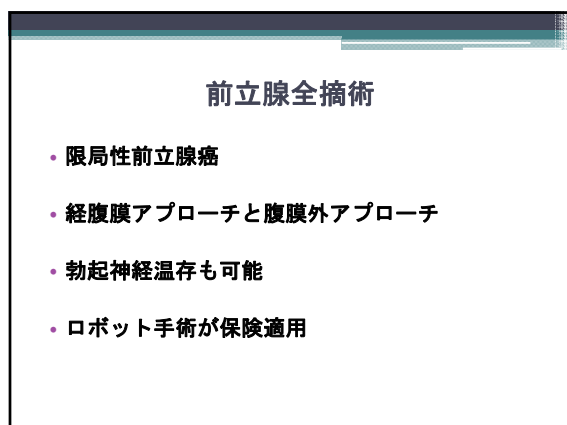 前立腺全摘術
• 限局性前立腺癌
• 経腹膜アプローチと腹膜外アプローチ
• 勃起神経温存も可能
• ロボット手術が保険適用